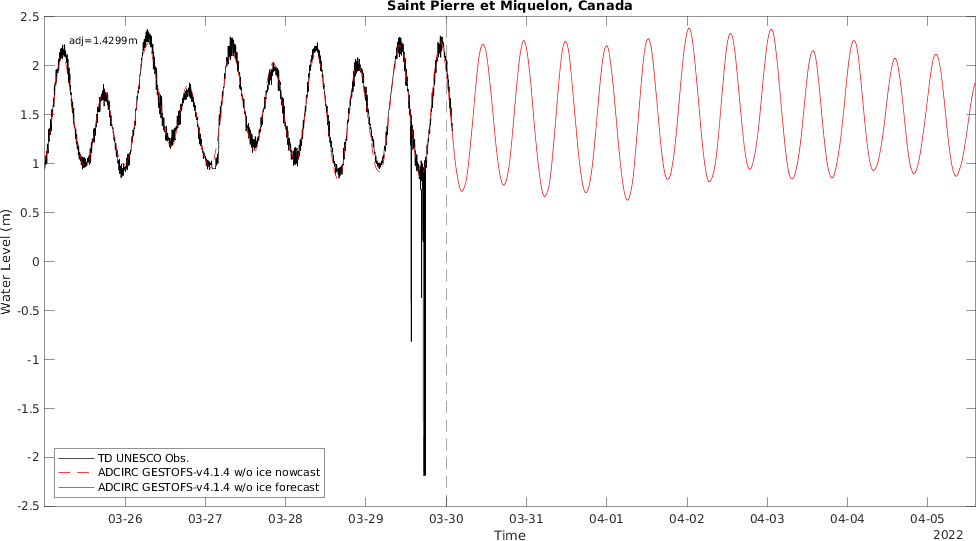 Saint Pierre et Miquelon, Canada
adj=1.4299m
2.5
2
1.5
1
0.5
0
-0.5
-1
-1.5
-2
-2.5
Water Level (m)
TD UNESCO Obs.
ADCIRC GESTOFS-v4.1.4 w/o ice nowcast
ADCIRC GESTOFS-v4.1.4 w/o ice forecast
03-26 03-27 03-28 03-29 03-30 03-31 04-01 04-02 04-03 04-04 04-05
Time
2022